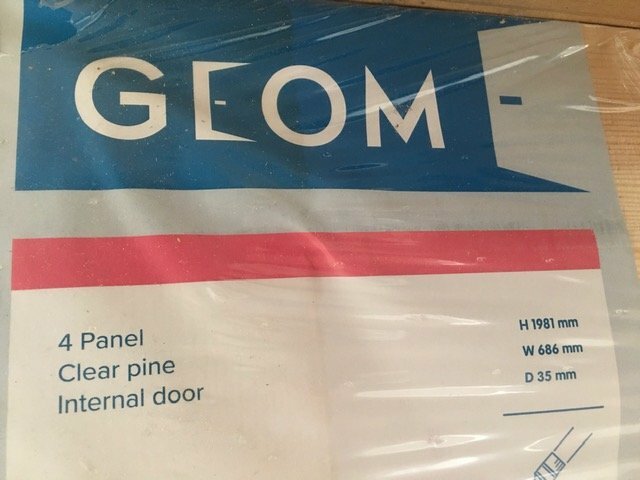 GEOM
4 Panel
Clear pine
Internal door
H 1981 mm
W 686 mm
D 35 mm